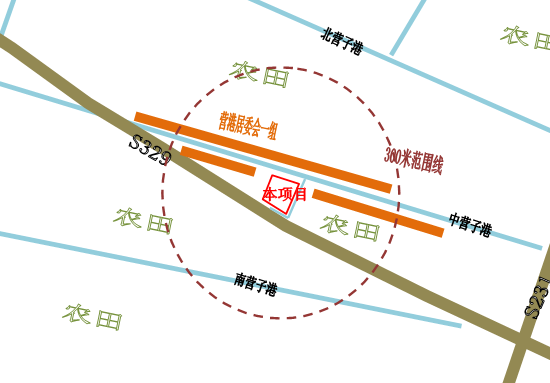 北营子港
农田
农田
营港居委会一组
S329
300米范围线
本项目
农田
农田
中营子港
南营子港
S231
农田